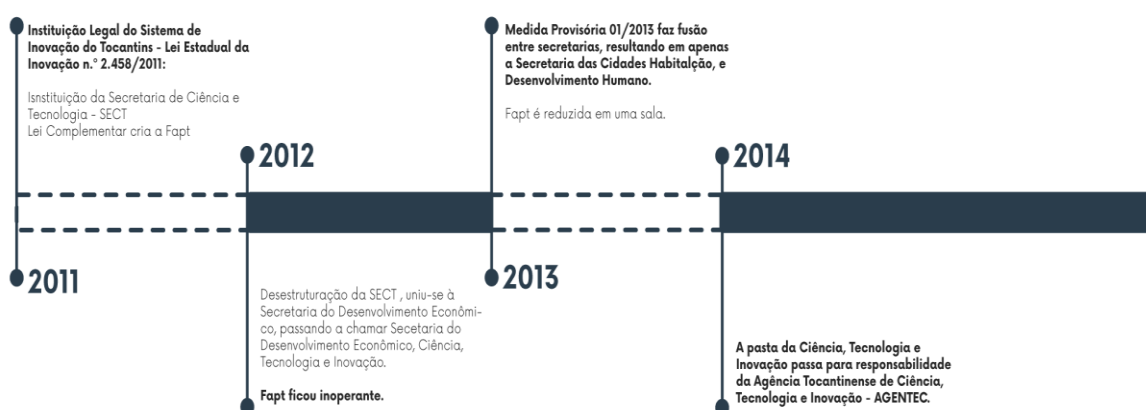 Instituição Legal do Sistema de
Inovação do Tocantins - Lei Estadual da
Inovação n.° 2.458/2011:
Isnstituição da Secretaria de Ciência e
Tecnologia - SECT
Lei Complementar cria a Fapt
2011
2012
Desestruturação da SECT , uniu-se à
Secretaria do Desenvolvimento Econômi-
co, passando a chamar Secetaria do
Desenvolvimento Econômico, Ciência,
Tecnologia e Inovação.
Fapt ficou inoperante.
Medida Provisória 01/2013 faz fusão
entre secretarias, resultando em apenas
a Secretaria das Cidades Habitalção, e
Desenvolvimento Humano.
Fapt é reduzida em uma sala.
2013
2014
A pasta da Ciência, Tecnologia e
Inovação passa para responsabilidade
da Agência Tocantinense de Ciência,
Tecnologia e Inovação - AGENTEC.